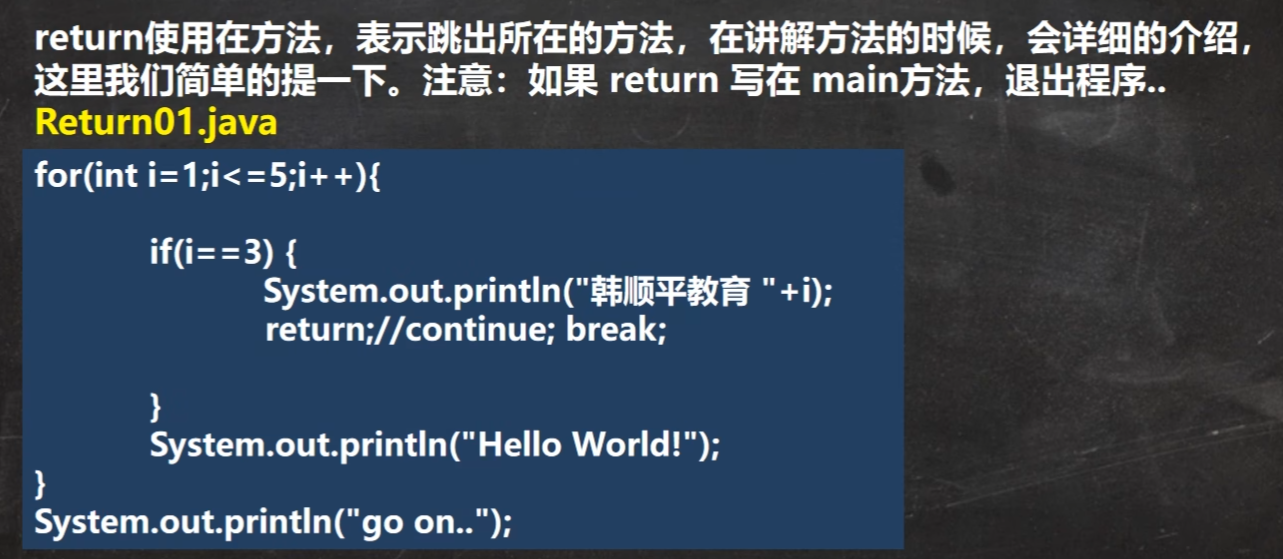 return使用在方法，表示跳出所在的方法，在讲解方法的时候，会详细的介绍，
这里我们简单的提一下。注意：如果 return 写在 main方法，退出程序..
Return01.java
for(int i=1;i<=5;i++){
if(i==3) {
System.out.println("韩顺平教育 "+i);
return;//continue; break;
}
System.out.println("Hello World!");
}
System.out.println("go on..");